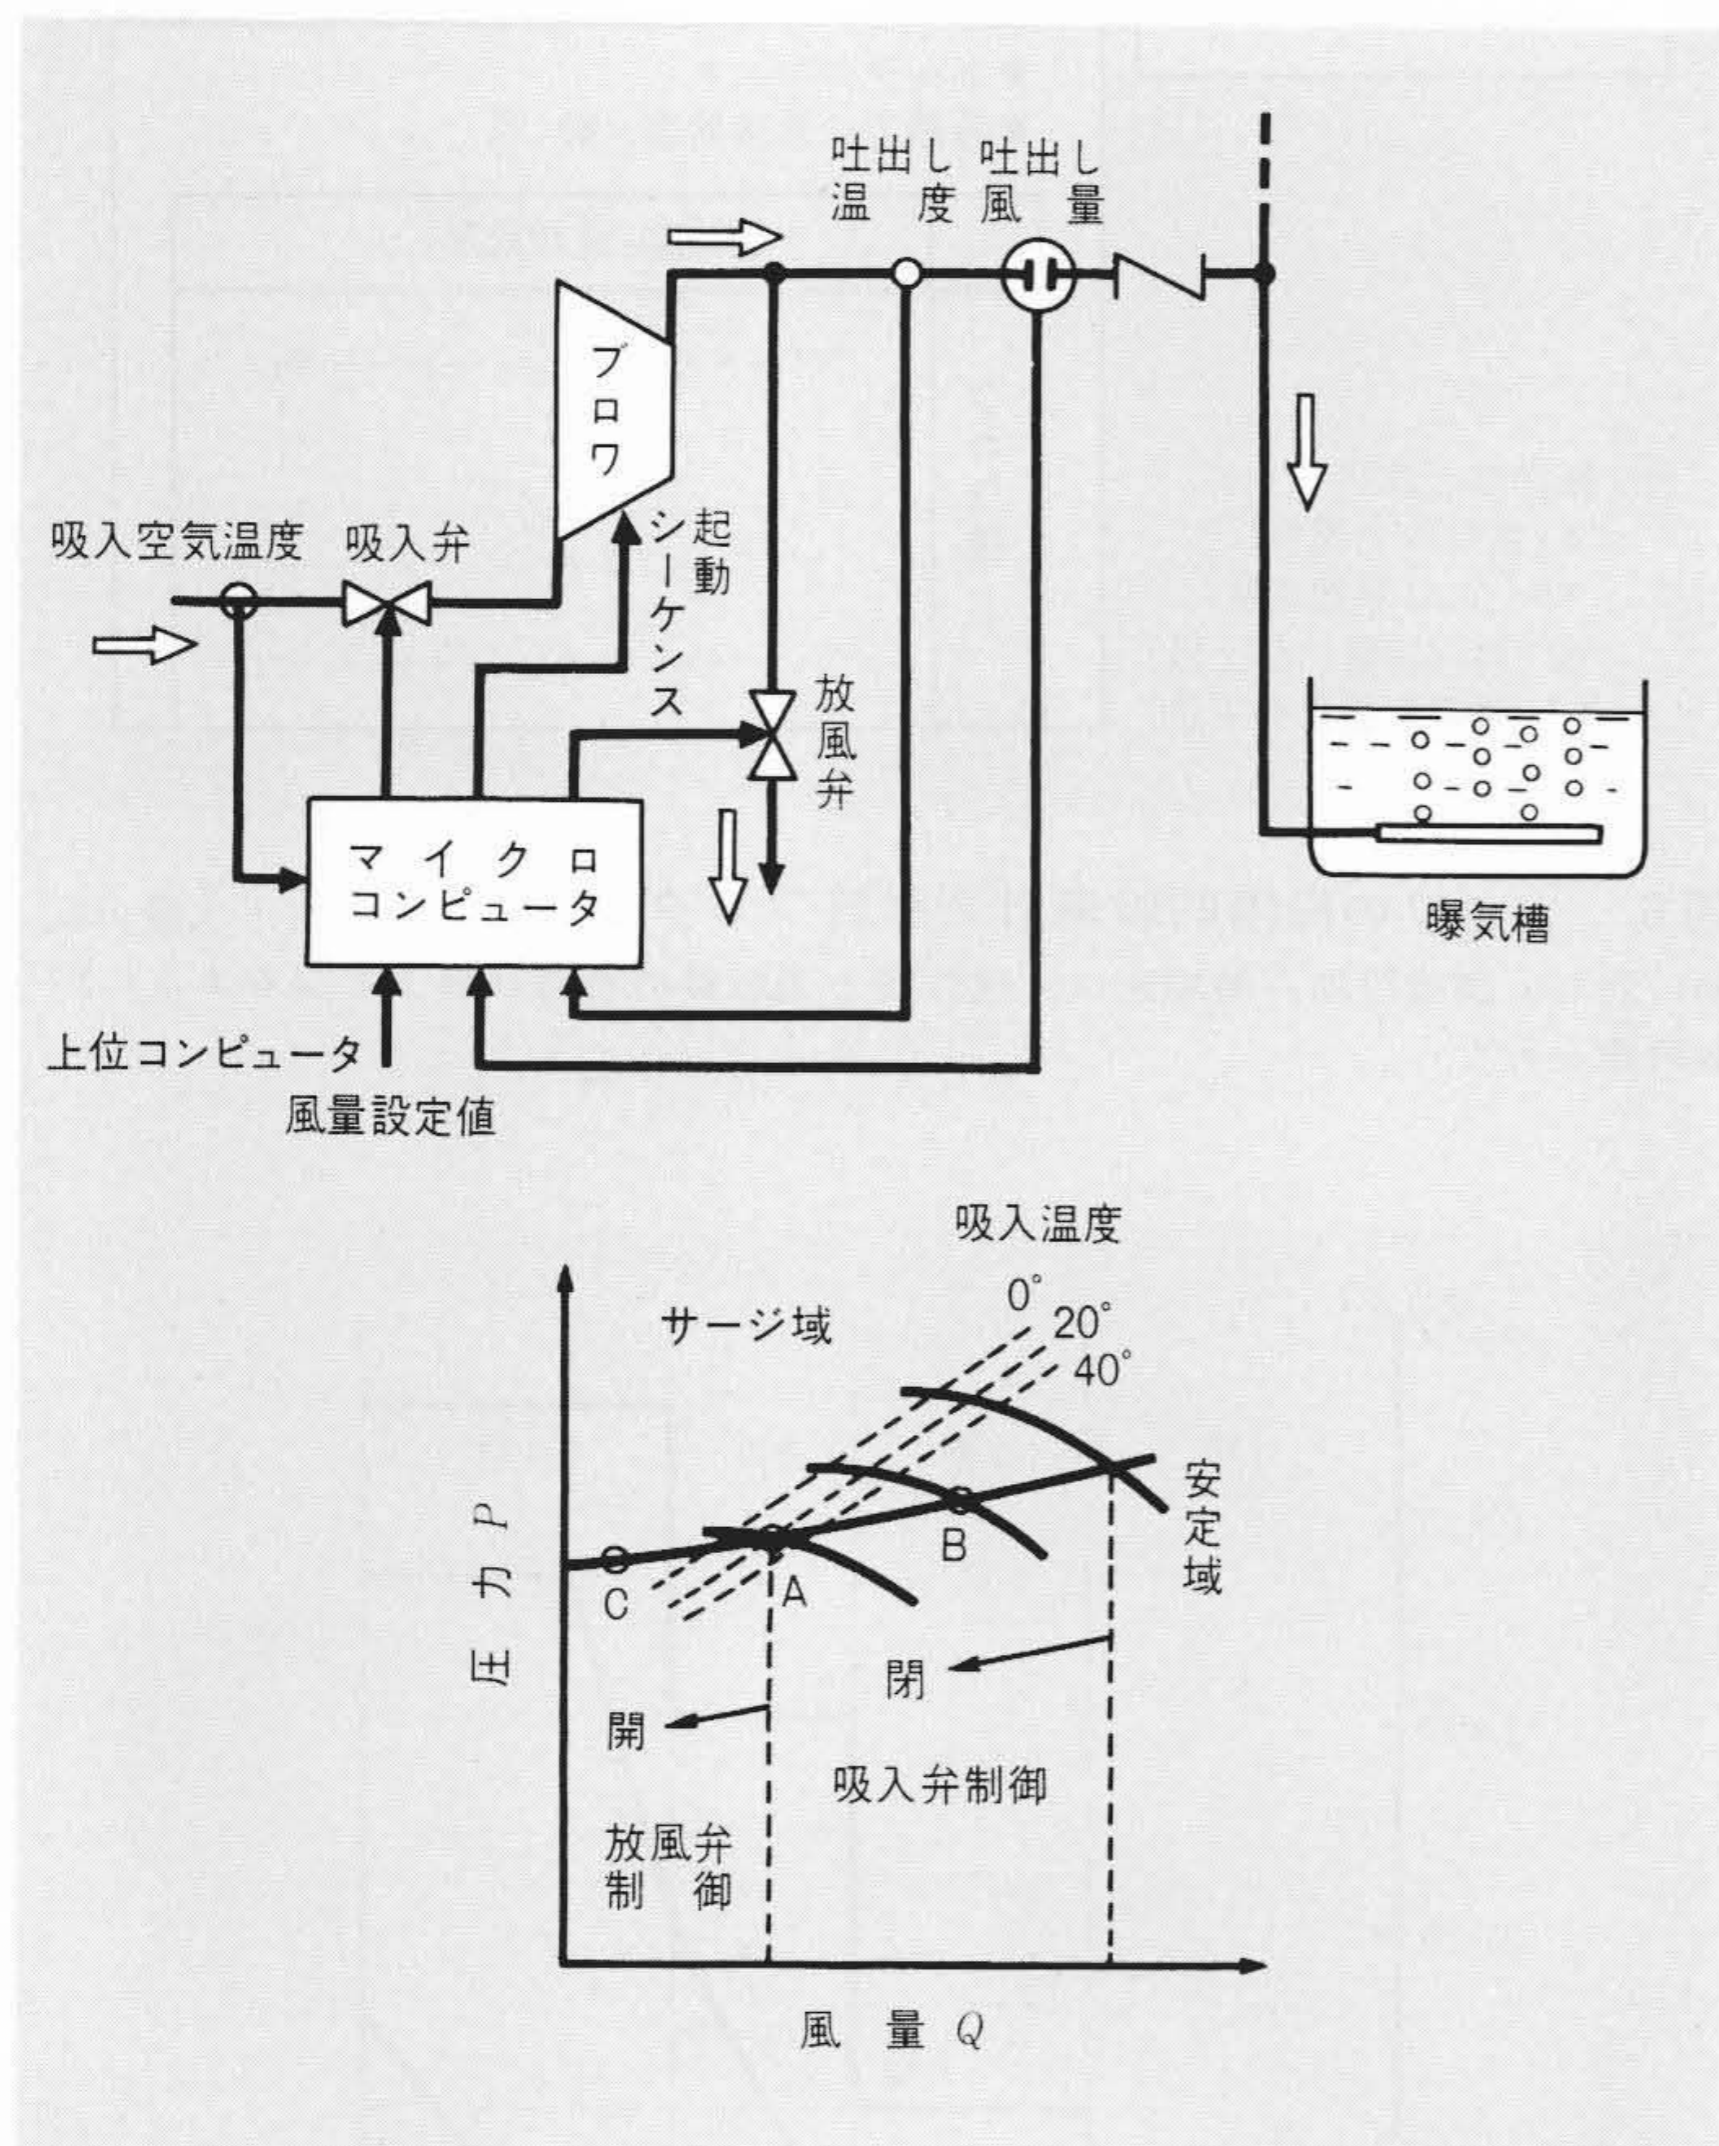 吐出し 吐出し
温 度 風 量
ブロワ
吸入空気温度 吸入弁
起動
シーケンス
放風弁
マイクロ
コンピュータ
曝気槽
上位コンピュータ
風量設定値
吸入温度
0°
サージ域
20°
40°
安定域
圧力 P
B
C
A
閉
開
吸入弁制御
放風弁
制 御
風 量 Q